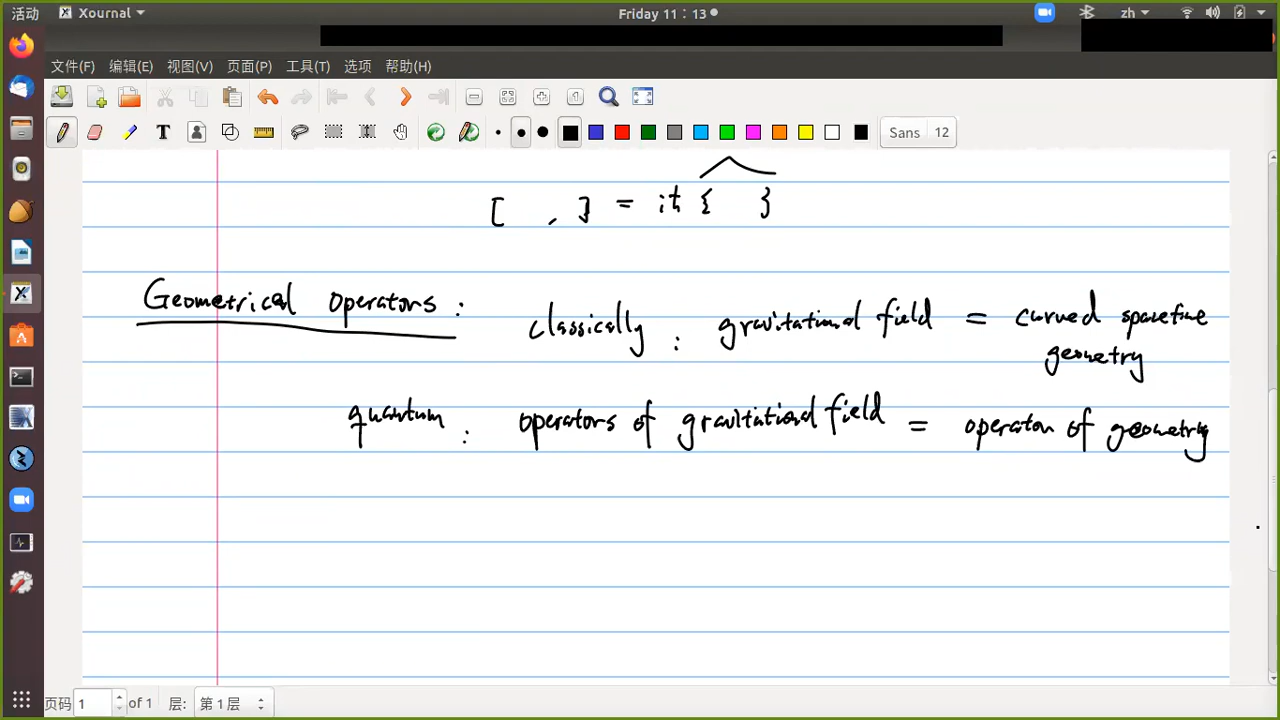 活动
Xournal
Friday 11：13
zh
文件(F) 编辑(E) 视图(V) 页面(P) 工具(T) 选项 帮助(H)
Sans 12
[ , ] = iħ { }
Geometrical operators :
classically : gravitational field = curved spacetime
geometry
quantum : operators of gravitational field = operator of geometry
页码 1 of 1 层: 第 1 层